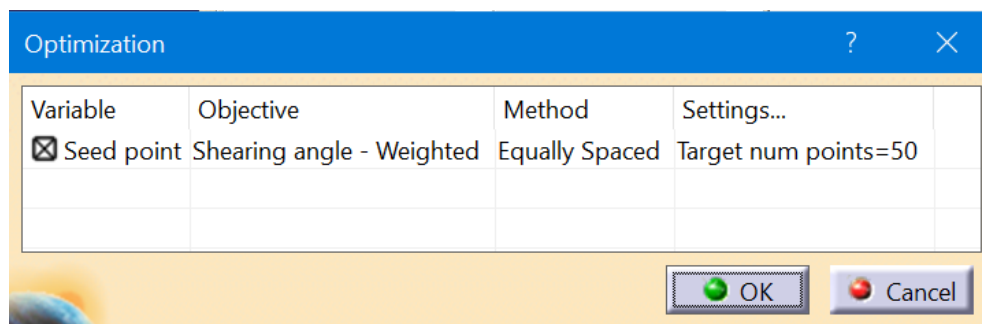 Optimization ?
Variable Objective Method Settings...
Seed point Shearing angle - Weighted Equally Spaced Target num points=50
OK Cancel